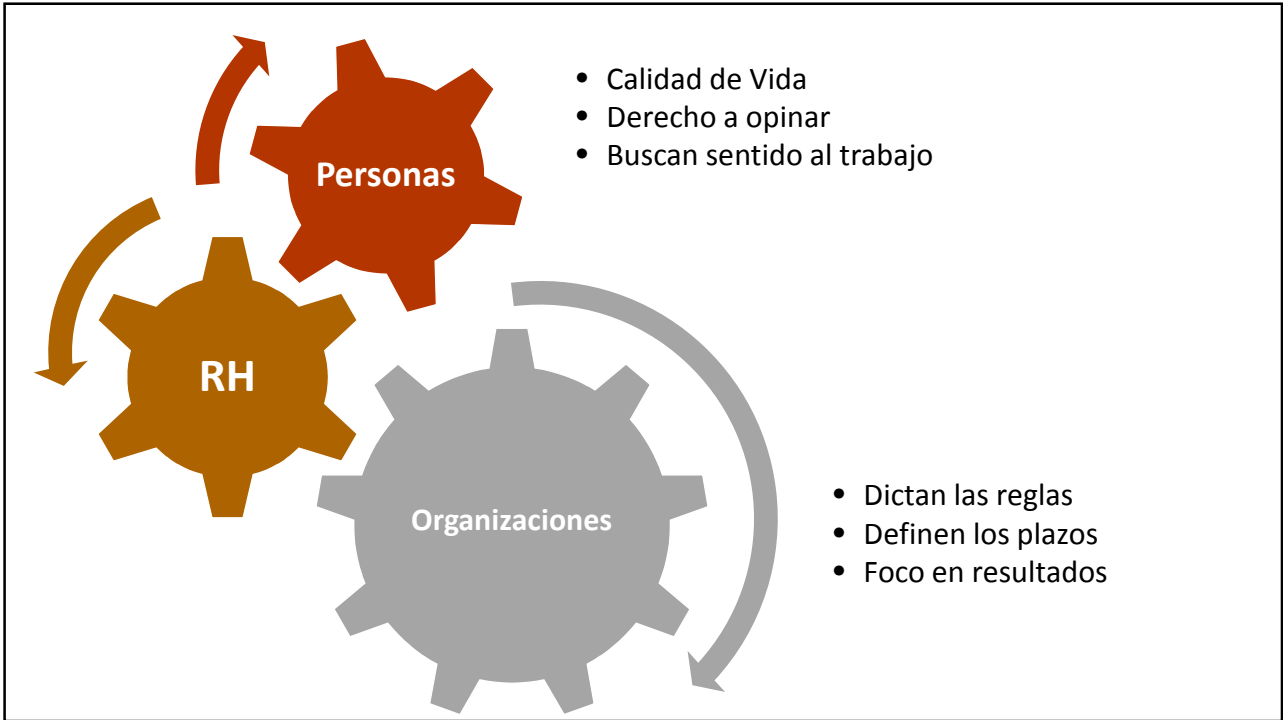 • Calidad de Vida
• Derecho a opinar
• Buscan sentido al trabajo
Personas
RH
Organizaciones
• Dictan las reglas
• Definen los plazos
• Foco en resultados